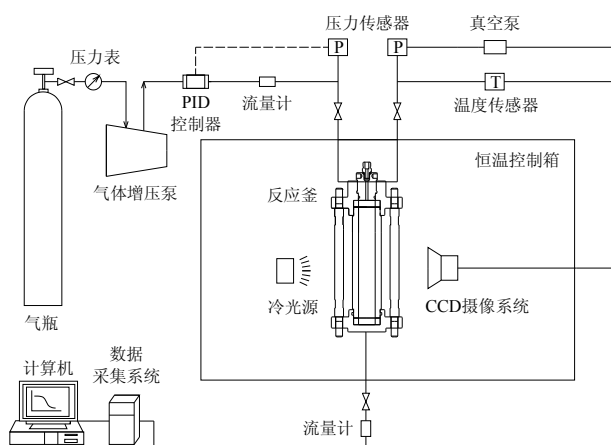 压力传感器
真空泵
压力表
P
P
T
PID
控制器
流量计
温度传感器
气体增压泵
恒温控制箱
反应釜
冷光源
CCD摄像系统
气瓶
计算机
数据
采集系统
流量计